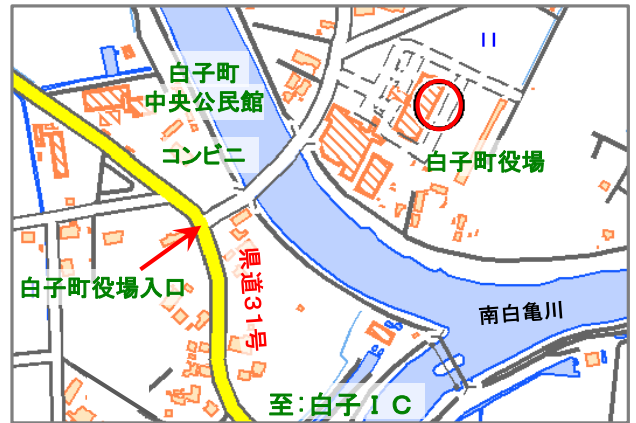 白子町
中央公民館
コンビニ
白子町役場
白子町役場入口
県道31号
南白亀川
至：白子ＩＣ